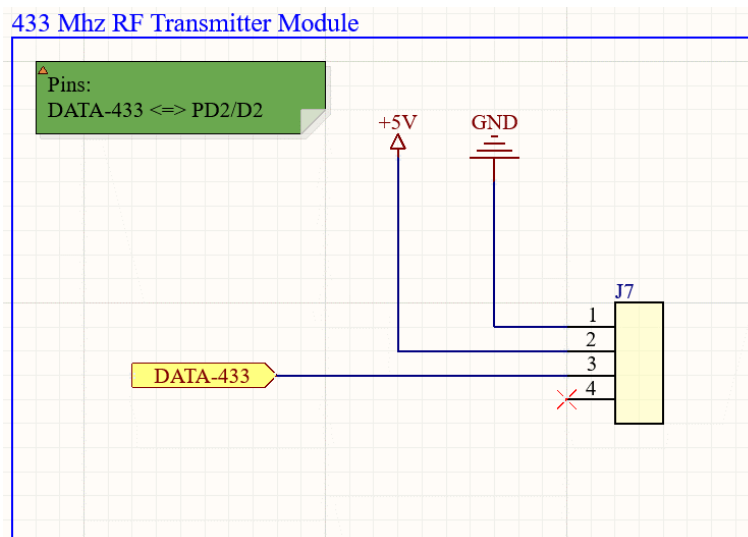 433 Mhz RF Transmitter Module
Pins:
DATA-433 <=> PD2/D2
+5V
GND
J7
1
2
3
DATA-433
4